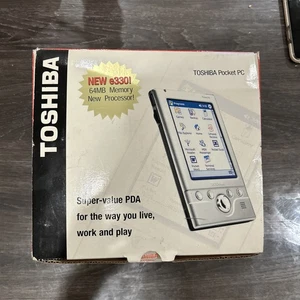 TOSHIBA
NEW e330!
64MB Memory
New Processor!
TOSHIBA Pocket PC
Super-value PDA
for the way you live,
work and play